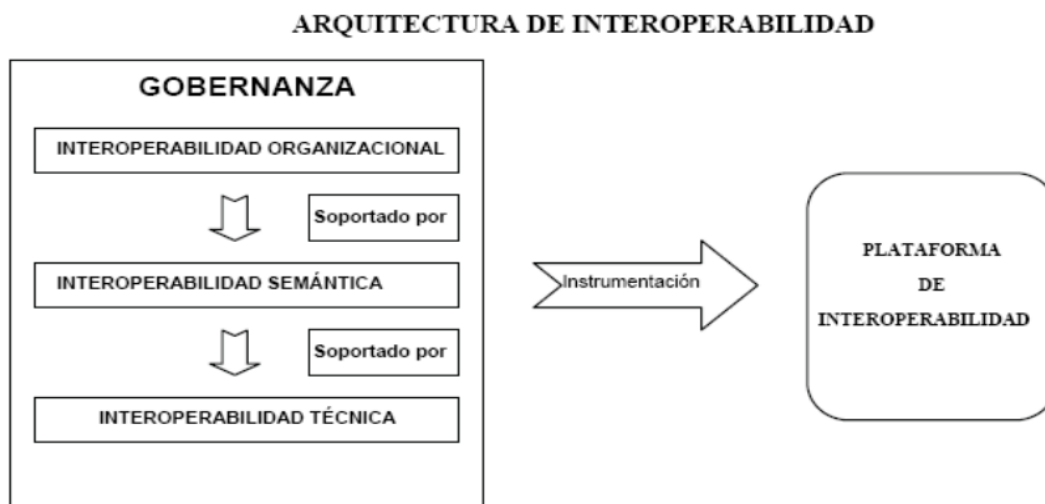 ARQUITECTURA DE INTEROPERABILIDAD
GOBERNANZA
INTEROPERABILIDAD ORGANIZACIONAL
Soportado por
INTEROPERABILIDAD SEMÁNTICA
Soportado por
INTEROPERABILIDAD TÉCNICA
Instrumentación
PLATAFORMA
DE
INTEROPERABILIDAD